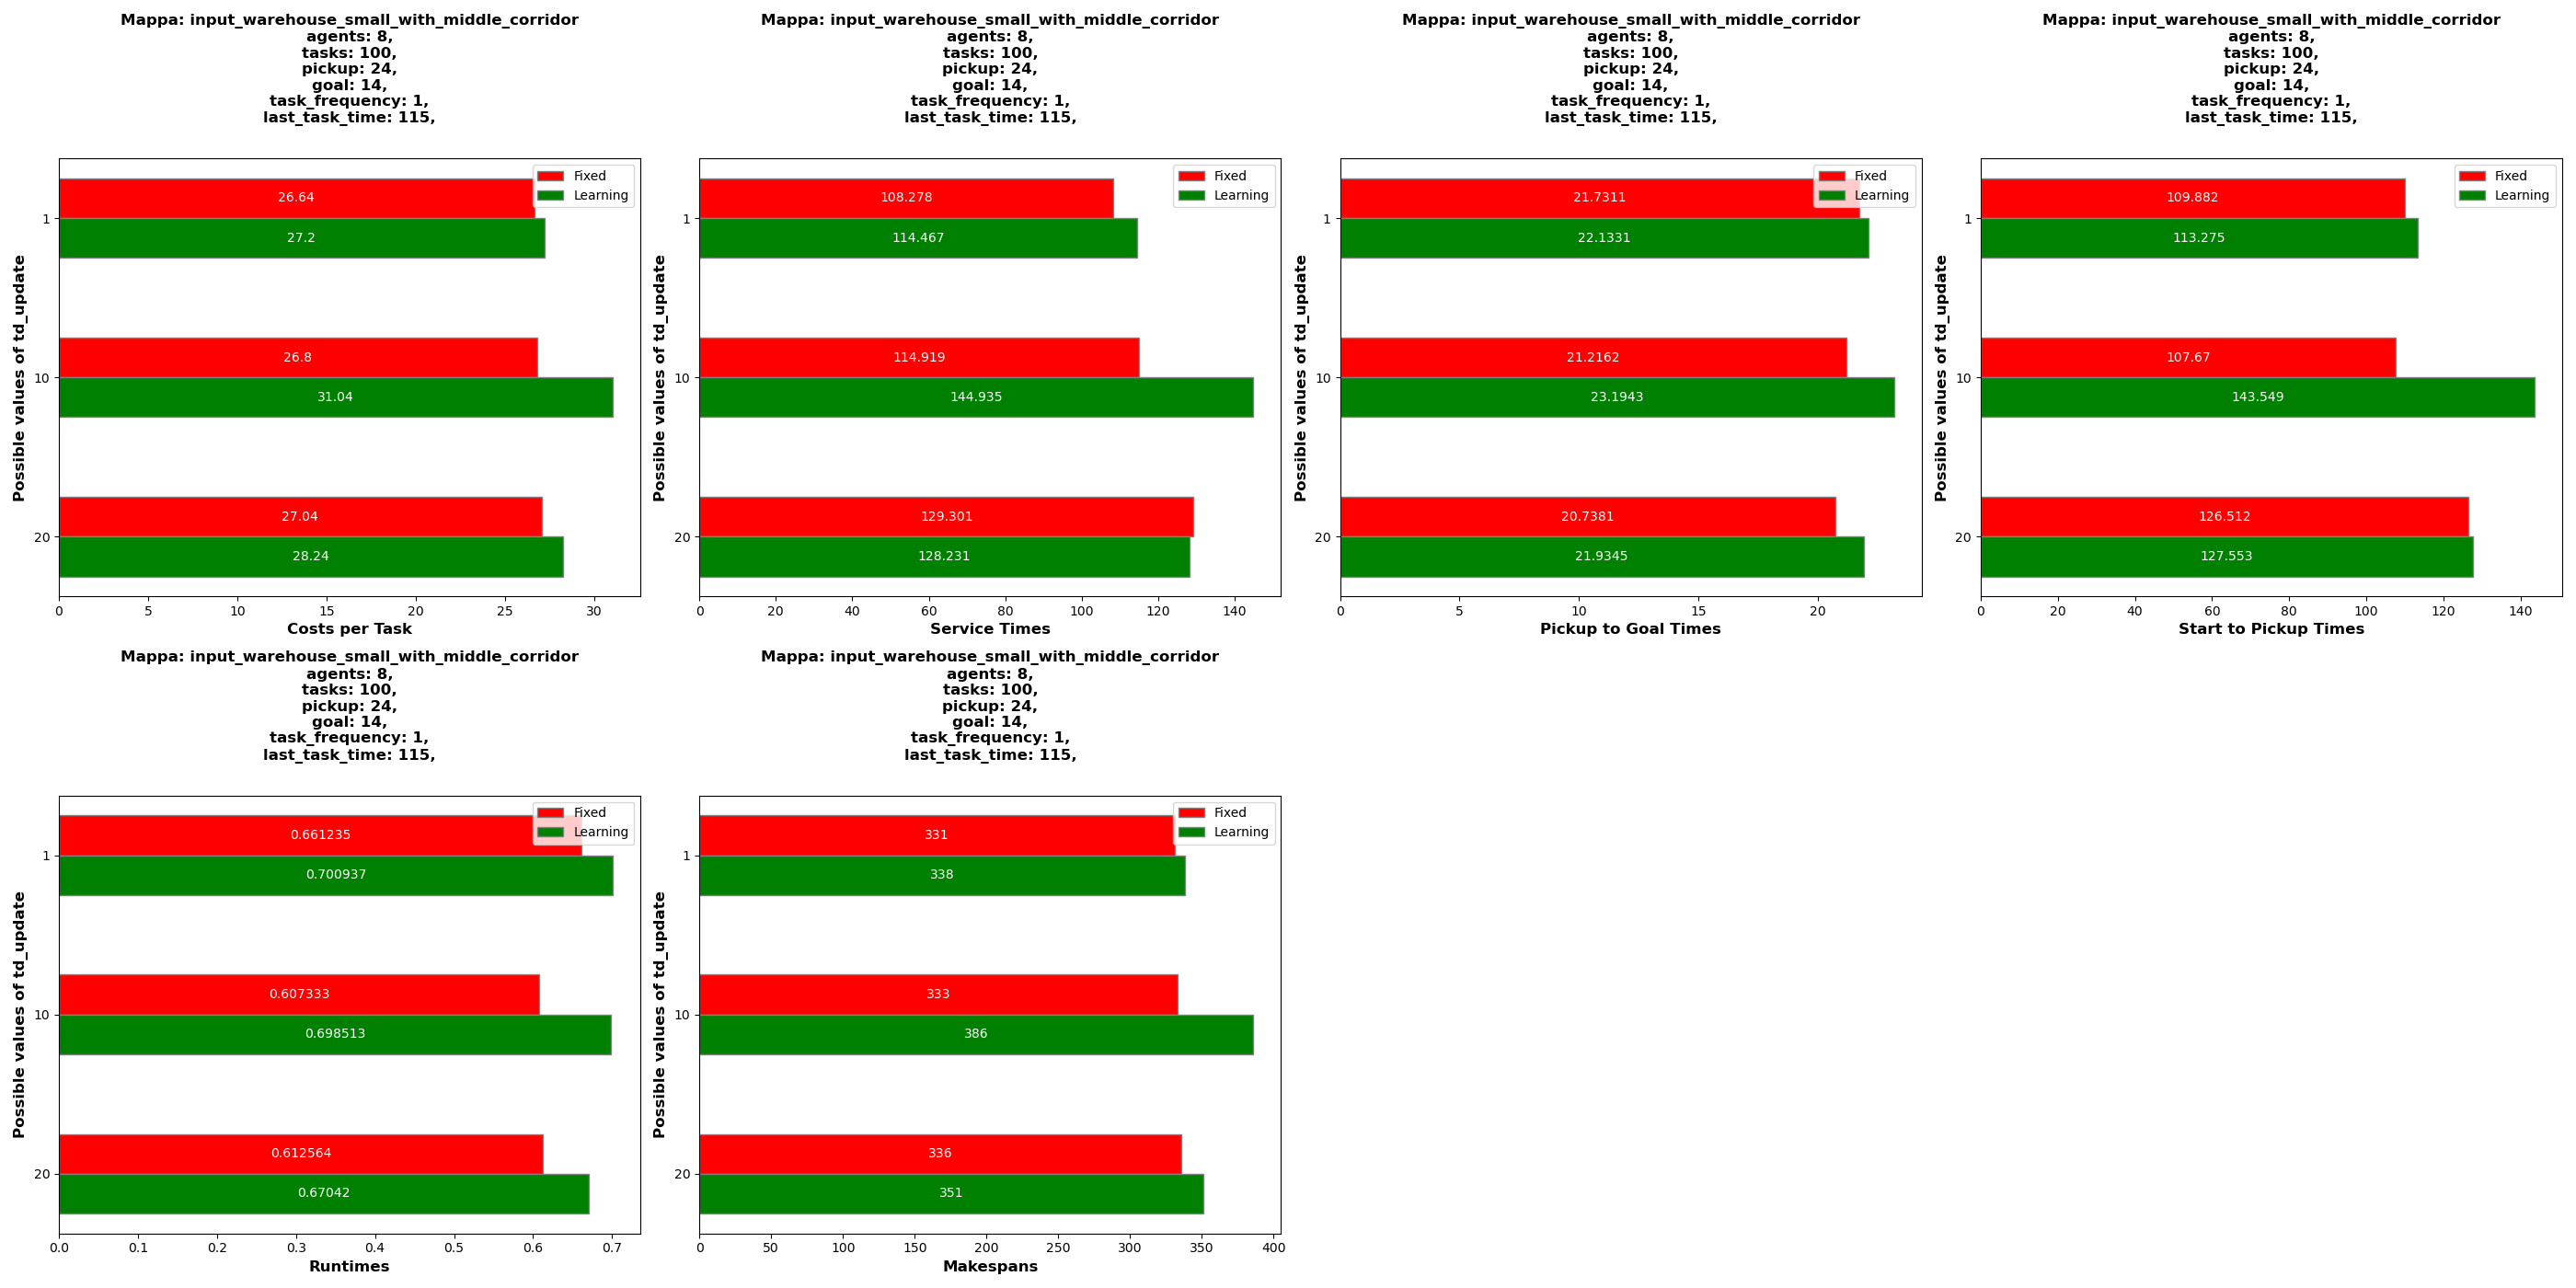 Mappa: input_warehouse_small_with_middle_corridor
agents: 8,
tasks: 100,
pickup: 24,
goal: 14,
task_frequency: 1,
last_task_time: 115,
Fixed
Learning
Possible values of td_update
1
26.64
27.2
10
26.8
31.04
20
27.04
28.24
0 5 10 15 20 25 30
Costs per Task
Mappa: input_warehouse_small_with_middle_corridor
agents: 8,
tasks: 100,
pickup: 24,
goal: 14,
task_frequency: 1,
last_task_time: 115,
Fixed
Learning
Possible values of td_update
1
108.278
114.467
10
114.919
144.935
20
129.301
128.231
0 20 40 60 80 100 120 140
Service Times
Mappa: input_warehouse_small_with_middle_corridor
agents: 8,
tasks: 100,
pickup: 24,
goal: 14,
task_frequency: 1,
last_task_time: 115,
Fixed
Learning
Possible values of td_update
1
21.7311
22.1331
10
21.2162
23.1943
20
20.7381
21.9345
0 5 10 15 20
Pickup to Goal Times
Mappa: input_warehouse_small_with_middle_corridor
agents: 8,
tasks: 100,
pickup: 24,
goal: 14,
task_frequency: 1,
last_task_time: 115,
Fixed
Learning
Possible values of td_update
1
109.882
113.275
10
107.67
143.549
20
126.512
127.553
0 20 40 60 80 100 120 140
Start to Pickup Times
Mappa: input_warehouse_small_with_middle_corridor
agents: 8,
tasks: 100,
pickup: 24,
goal: 14,
task_frequency: 1,
last_task_time: 115,
Fixed
Learning
Possible values of td_update
1
0.661235
0.700937
10
0.607333
0.698513
20
0.612564
0.67042
0.0 0.1 0.2 0.3 0.4 0.5 0.6 0.7
Runtimes
Mappa: input_warehouse_small_with_middle_corridor
agents: 8,
tasks: 100,
pickup: 24,
goal: 14,
task_frequency: 1,
last_task_time: 115,
Fixed
Learning
Possible values of td_update
1
331
338
10
333
386
20
336
351
0 50 100 150 200 250 300 350 400
Makespans